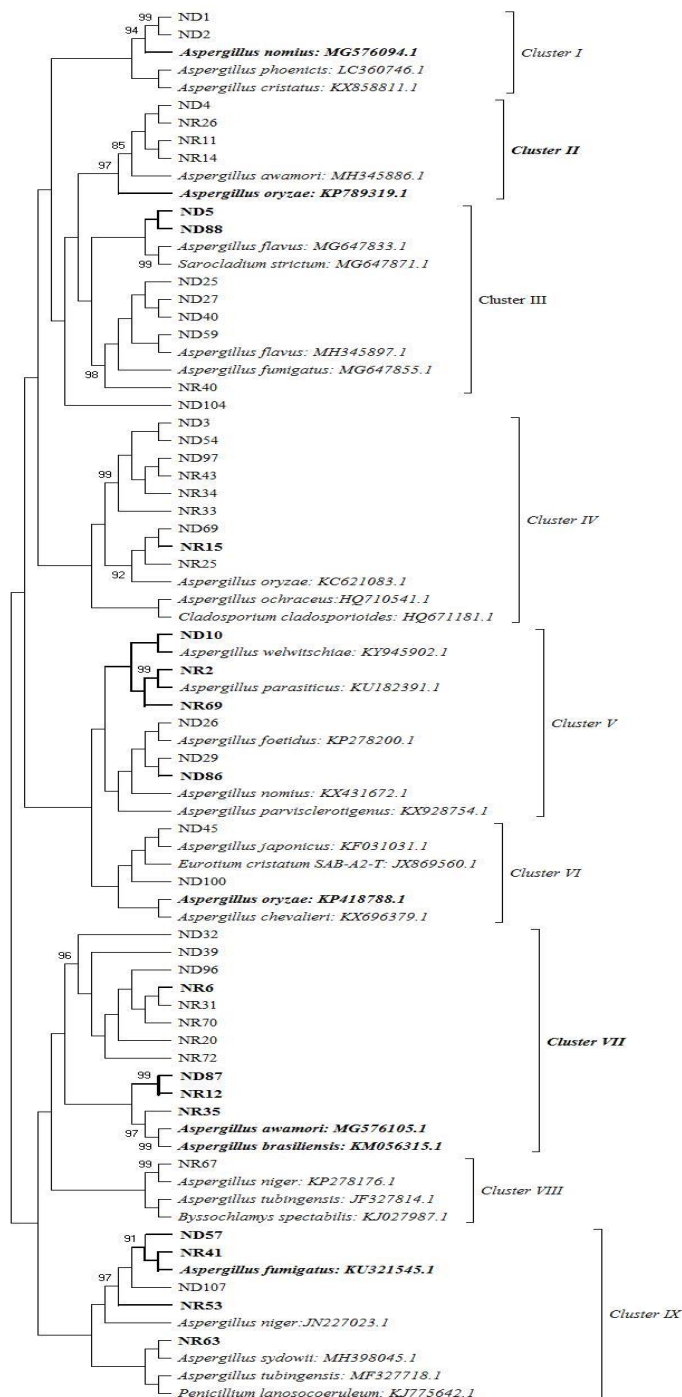 99
ND1
94
ND2
Aspergillus nomius: MG576094.1
Cluster I
Aspergillus phoenicis: LC360746.1
Aspergillus cristatus: KX858811.1
ND4
NR26
85
NR11
Cluster II
97
NR14
Aspergillus awamori: MH345886.1
Aspergillus oryzae: KP789319.1
ND5
ND88
Aspergillus flavus: MG647833.1
99
Sarocladium strictum: MG647871.1
ND25
ND27
Cluster III
ND40
ND59
Aspergillus flavus: MH345897.1
98
Aspergillus fumigatus: MG647855.1
NR40
ND104
ND3
ND54
ND97
99
NR43
NR34
NR33
Cluster IV
ND69
NR15
NR25
92
Aspergillus oryzae: KC621083.1
Aspergillus ochraceus:HQ710541.1
Cladosporium cladosporioides: HQ671181.1
ND10
Aspergillus welwitschiae: KY945902.1
99
NR2
Aspergillus parasiticus: KU182391.1
NR69
ND26
Cluster V
Aspergillus foetidus: KP278200.1
ND29
ND86
Aspergillus nomius: KX431672.1
Aspergillus parvisclerotigenus: KX928754.1
ND45
Aspergillus japonicus: KF031031.1
Eurotium cristatum SAB-A2-T: JX869560.1
Cluster VI
ND100
Aspergillus oryzae: KP418788.1
Aspergillus chevalieri: KX696379.1
ND32
96
ND39
ND96
NR6
NR31
NR70
NR20
Cluster VII
NR72
99
ND87
NR12
NR35
97
Aspergillus awamori: MG576105.1
99
Aspergillus brasiliensis: KM056315.1
99
NR67
Aspergillus niger: KP278176.1
Cluster VIII
Aspergillus tubingensis: JF327814.1
Byssochlamys spectabilis: KJ027987.1
ND57
91
NR41
Aspergillus fumigatus: KU321545.1
97
ND107
NR53
Cluster IX
Aspergillus niger:JN227023.1
NR63
Aspergillus sydowii: MH398045.1
Aspergillus tubingensis: MF327718.1
Penicillium lanosocoeruleum: KJ775642.1